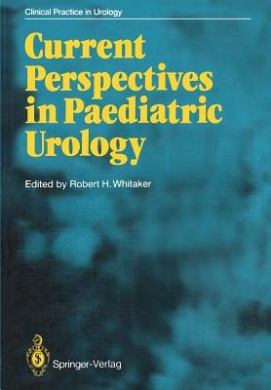 Clinical Practice in Urology
Current
Perspectives
in Paediatric
Urology
Edited by Robert H. Whitaker
Springer-Verlag